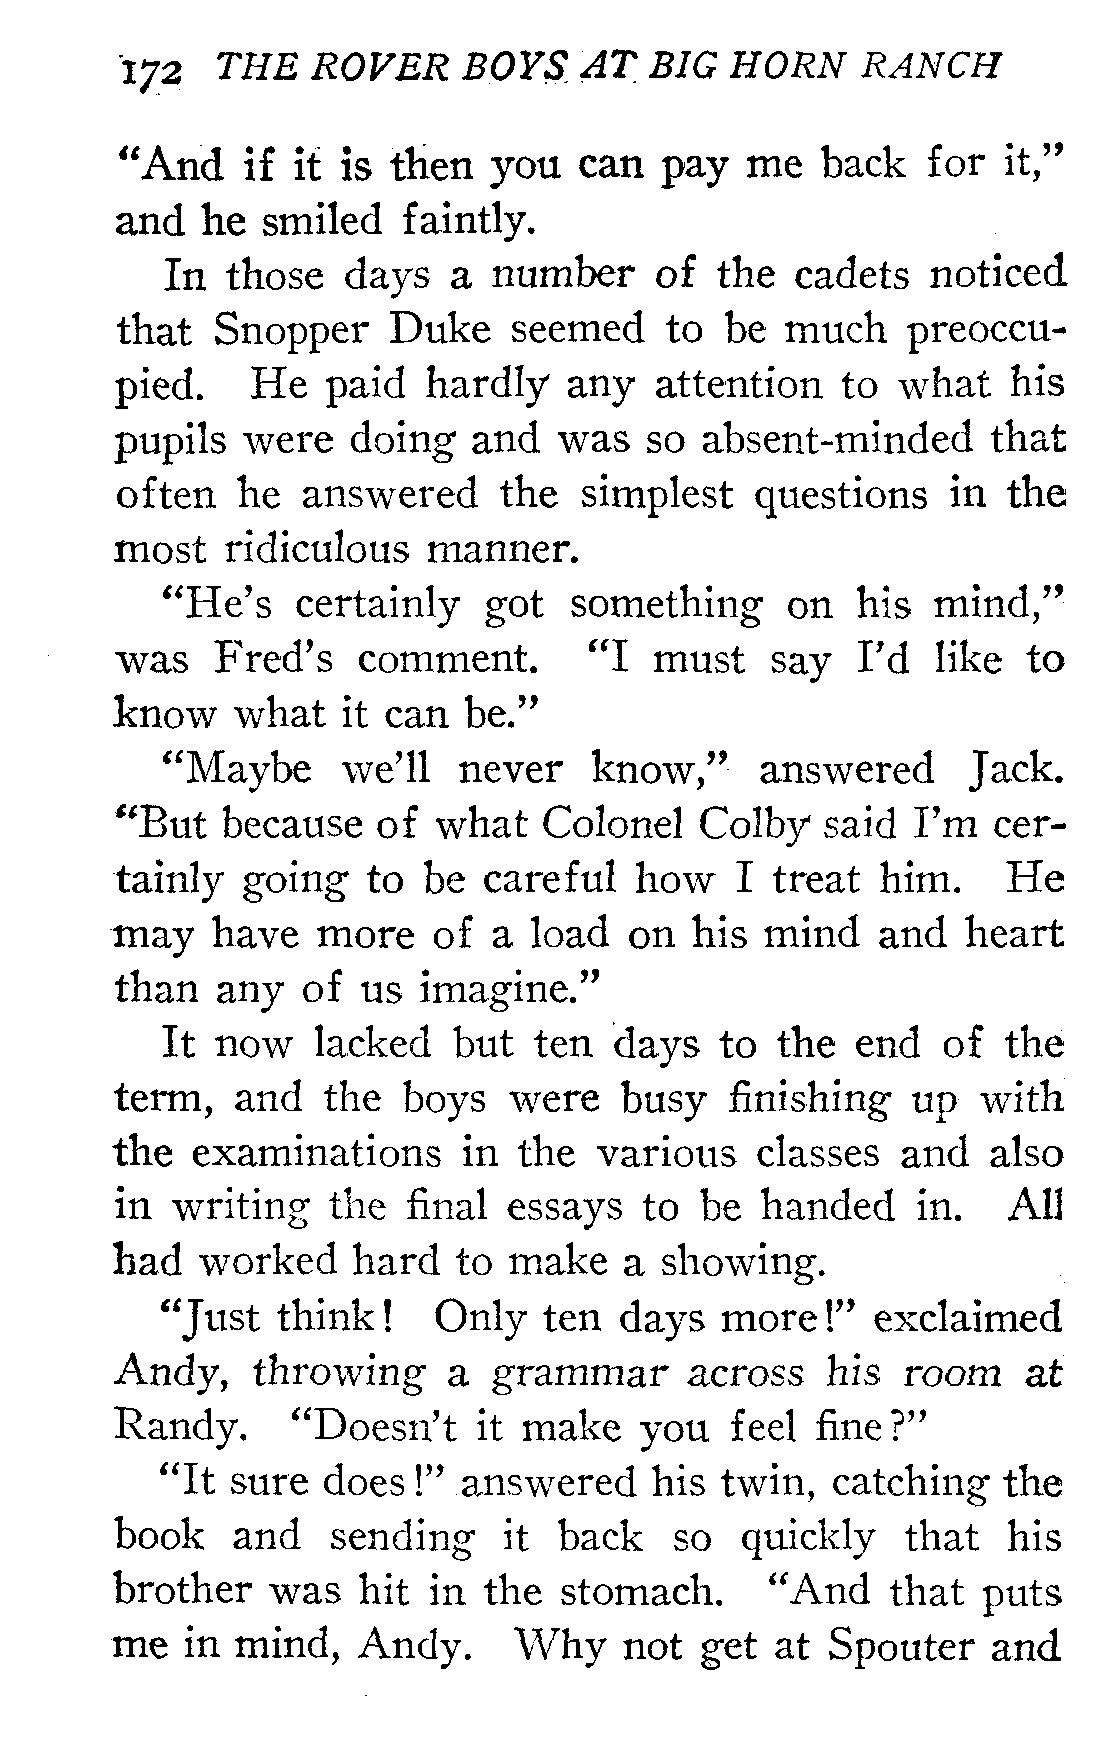 172 THE ROVER BOYS AT BIG HORN RANCH
“And if it is then you can pay me back for it,”
and he smiled faintly.
In those days a number of the cadets noticed
that Snopper Duke seemed to be much preoccu-
pied. He paid hardly any attention to what his
pupils were doing and was so absent-minded that
often he answered the simplest questions in the
most ridiculous manner.
“He’s certainly got something on his mind,”
was Fred’s comment. “I must say I’d like to
know what it can be.”
“Maybe we’ll never know,” answered Jack.
“But because of what Colonel Colby said I’m cer-
tainly going to be careful how I treat him. He
may have more of a load on his mind and heart
than any of us imagine.”
It now lacked but ten days to the end of the
term, and the boys were busy finishing up with
the examinations in the various classes and also
in writing the final essays to be handed in. All
had worked hard to make a showing.
“Just think! Only ten days more!” exclaimed
Andy, throwing a grammar across his room at
Randy. “Doesn’t it make you feel fine?”
“It sure does!” answered his twin, catching the
book and sending it back so quickly that his
brother was hit in the stomach. “And that puts
me in mind, Andy. Why not get at Spouter and